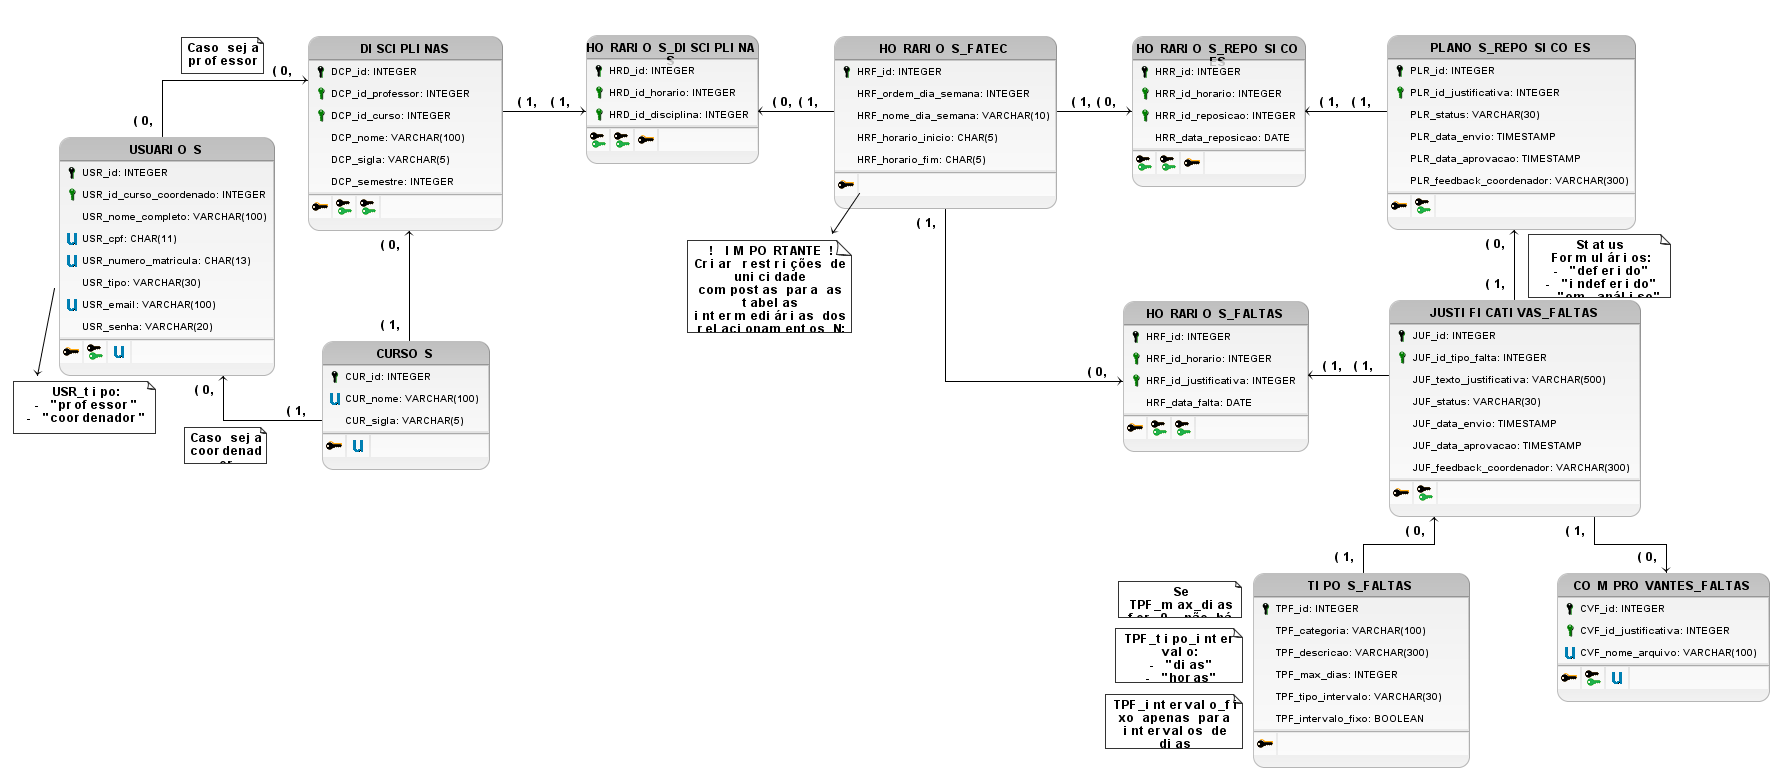 Caso seja
professor
(0,
(0,
DISCIPLINAS
DCP_id: INTEGER
DCP_id_professor: INTEGER
DCP_id_curso: INTEGER
DCP_nome: VARCHAR(100)
DCP_sigla: VARCHAR(5)
DCP_semestre: INTEGER
(1, (1,
HORARIOS_DISCIPLINAS
HRD_id: INTEGER
HRD_id_horario: INTEGER
HRD_id_disciplina: INTEGER
(0, (1,
HORARIOS_FATEC
HRF_id: INTEGER
HRF_ordem_dia_semana: INTEGER
HRF_nome_dia_semana: VARCHAR(10)
HRF_horario_inicio: CHAR(5)
HRF_horario_fim: CHAR(5)
(1, (0,
HORARIOS_REPOSICOES
HRR_id: INTEGER
HRR_id_horario: INTEGER
HRR_id_reposicao: INTEGER
HRR_data_reposicao: DATE
(1, (1,
PLANOS_REPOSICOES
PLR_id: INTEGER
PLR_id_justificativa: INTEGER
PLR_status: VARCHAR(30)
PLR_data_envio: TIMESTAMP
PLR_data_aprovacao: TIMESTAMP
PLR_feedback_coordenador: VARCHAR(300)
USUARIOS
USR_id: INTEGER
USR_id_curso_coordenado: INTEGER
USR_nome_completo: VARCHAR(100)
USR_cpf: CHAR(11)
USR_numero_matricula: CHAR(13)
USR_tipo: VARCHAR(30)
USR_email: VARCHAR(100)
USR_senha: VARCHAR(20)
USR_tipo:
- "professor"
- "coordenador"
(0,
(1,
Caso seja
coordenad
or
(0,
(1,
CURSOS
CUR_id: INTEGER
CUR_nome: VARCHAR(100)
CUR_sigla: VARCHAR(5)
! IMPORTANTE !
Criar restrições de
unicidade
compostas para as
tabelas
intermediárias dos
relacionamentos N:
(1,
(0,
HORARIOS_FALTAS
HRF_id: INTEGER
HRF_id_horario: INTEGER
HRF_id_justificativa: INTEGER
HRF_data_falta: DATE
(1, (1,
(0,
(1,
Status
Formulários:
- "deferido"
- "indeferido"
- "em análise"
JUSTIFICATIVAS_FALTAS
JUF_id: INTEGER
JUF_id_tipo_falta: INTEGER
JUF_texto_justificativa: VARCHAR(500)
JUF_status: VARCHAR(30)
JUF_data_envio: TIMESTAMP
JUF_data_aprovacao: TIMESTAMP
JUF_feedback_coordenador: VARCHAR(300)
(0,
(1,
(1,
(0,
Se
TPF_max_dias
for 0, não há
TPF_tipo_inter
valo:
- "dias"
- "horas"
TPF_intervalo_fi
xo apenas para
intervalos de
dias
TIPOS_FALTAS
TPF_id: INTEGER
TPF_categoria: VARCHAR(100)
TPF_descricao: VARCHAR(300)
TPF_max_dias: INTEGER
TPF_tipo_intervalo: VARCHAR(30)
TPF_intervalo_fixo: BOOLEAN
COMPROVANTES_FALTAS
CVF_id: INTEGER
CVF_id_justificativa: INTEGER
CVF_nome_arquivo: VARCHAR(100)